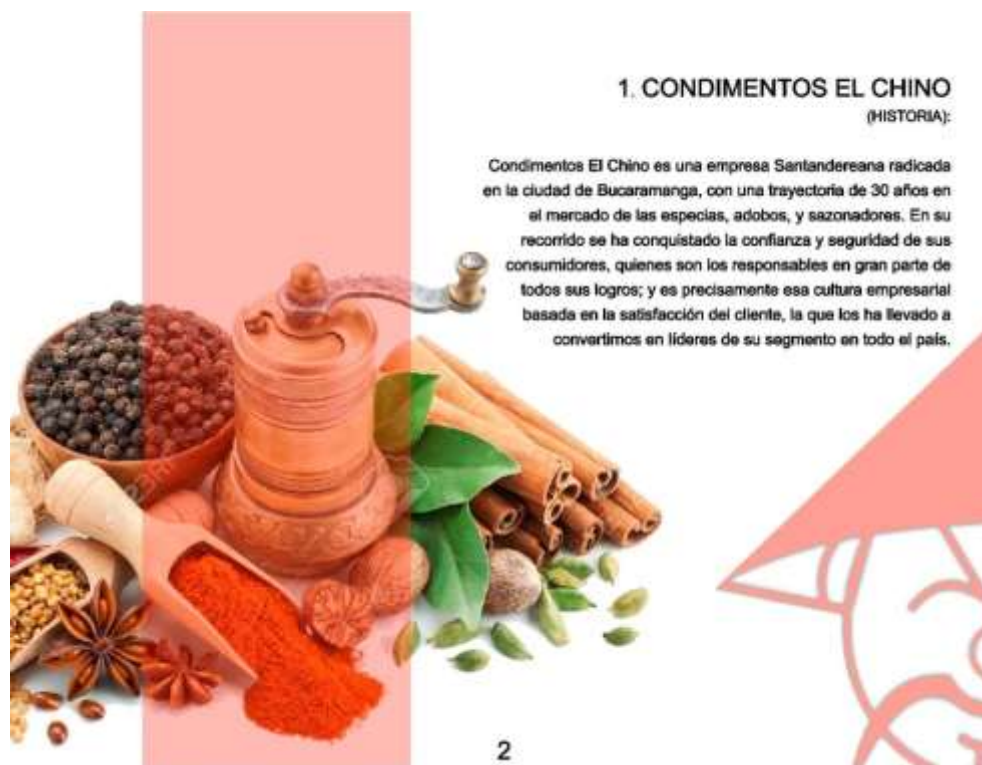 1. CONDIMENTOS EL CHINO
(HISTORIA):
Condimentos El Chino es una empresa Santandereana radicada
en la ciudad de Bucaramanga, con una trayectoria de 30 años en
el mercado de las especias, adobos, y sazonadores. En su
recorrido se ha conquistado la confianza y seguridad de sus
consumidores, quienes son los responsables en gran parte de
todos sus logros; y es precisamente esa cultura empresarial
basada en la satisfacción del cliente, la que los ha llevado a
convertirnos en líderes de su segmento en todo el país.
2